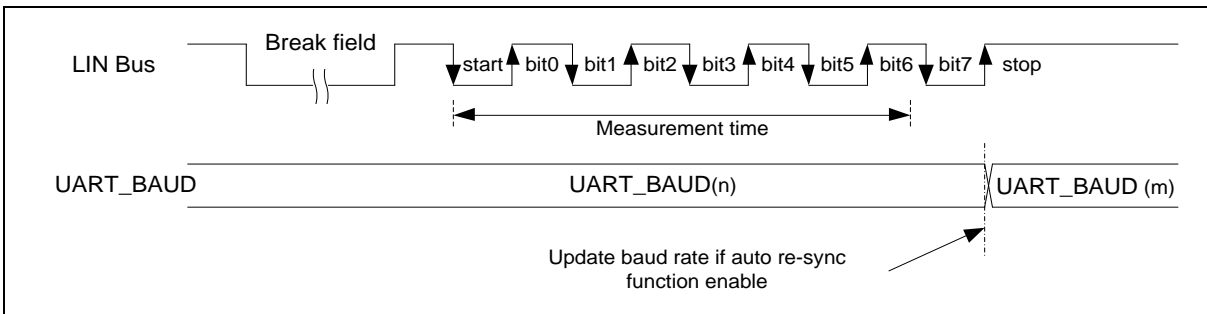 Break field
LIN Bus
start bit0 bit1 bit2 bit3 bit4 bit5 bit6 bit7 stop
Measurement time
UART_BAUD
UART_BAUD(n)
UART_BAUD (m)
Update baud rate if auto re-sync
function enable